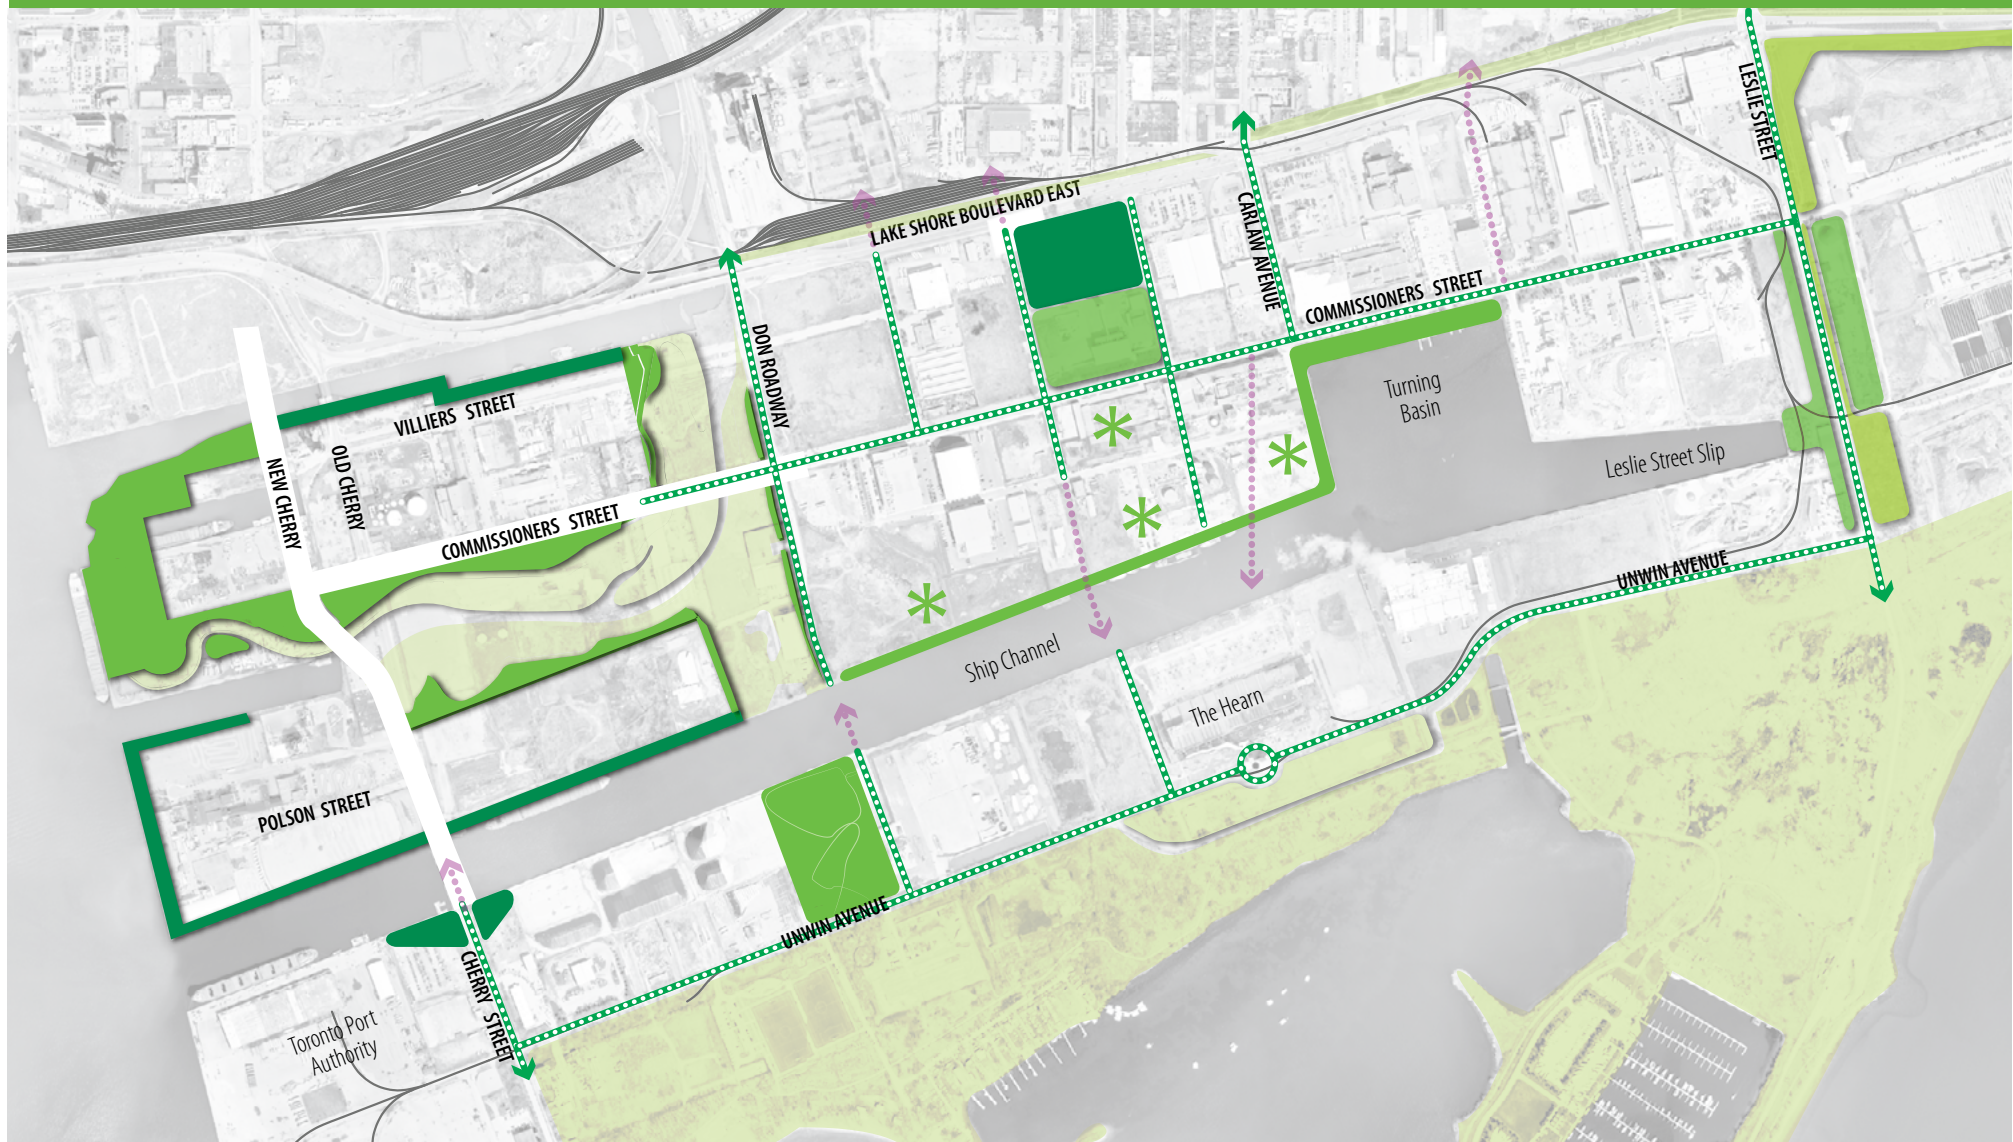 LESLIE STREET
LAKE SHORE BOULEVARD EAST
CARLAW AVENUE
COMMISSIONERS STREET
DON ROADWAY
VILLIERS STREET
OLD CHERRY
NEW CHERRY
COMMISSIONERS STREET
Turning
Basin
Leslie Street Slip
UNWIN AVENUE
Ship Channel
The Hearn
POLSON STREET
UNWIN AVENUE
CHERRY STREET
Toronto Port
Authority